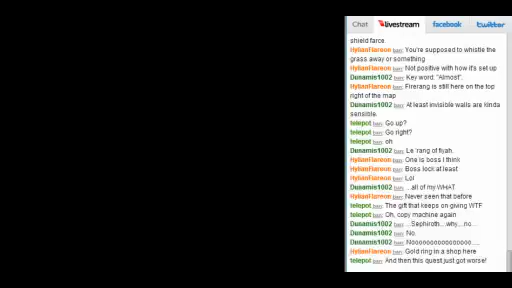 Chat livestream facebook twitter
shield farce
HylianFlareon ban: You're supposed to whistle the
grass away or something
HylianFlareon ban: Not positive with how it's set up
Dunamis1002 ban: Key word: "Almost".
HylianFlareon ban: Firerang is still here on the top
right of the map
Dunamis1002 ban: At least invisible walls are kinda
sensible.
telepot ban: Go up?
telepot ban: Go right?
telepot ban: oh
Dunamis1002 ban: Le 'rang of fiyah.
HylianFlareon ban: One is boss I think
HylianFlareon ban: Boss lock at least
HylianFlareon ban: Lol
Dunamis1002 ban: ...all of my WHAT
HylianFlareon ban: Never seen that before
telepot ban: The gift that keeps on giving WTF
telepot ban: Oh, copy machine again
Dunamis1002 ban: ...Sephiroth....why...no...
Dunamis1002 ban: No.
Dunamis1002 ban: Nooooooooooooooo.....
HylianFlareon ban: Gold ring in a shop here
telepot ban: And then this quest just got worse!